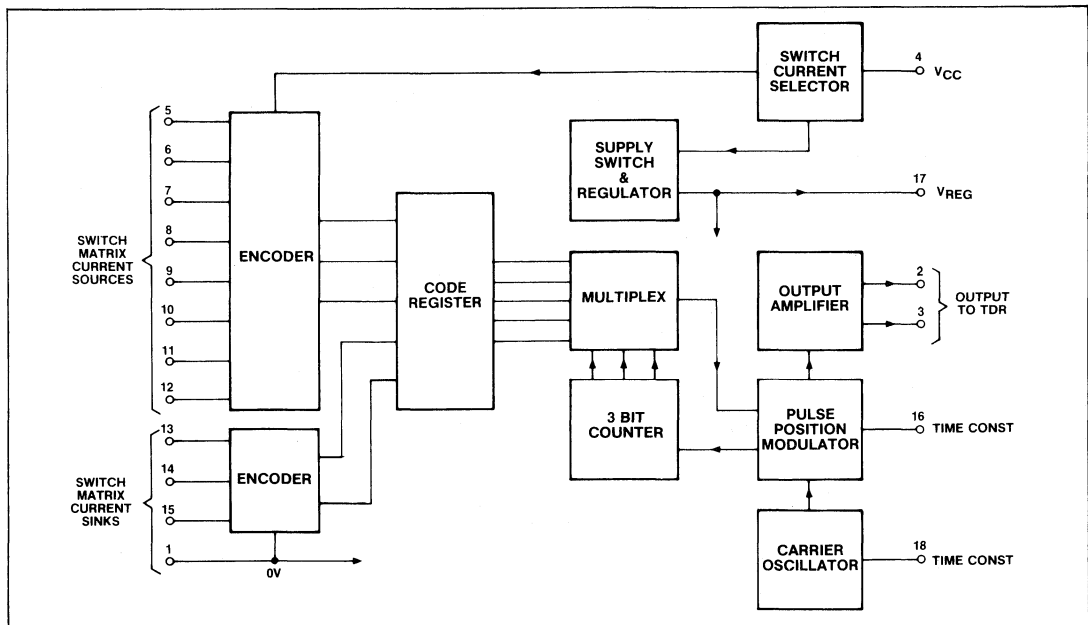 SWITCH
CURRENT
SELECTOR
4
VCC
SUPPLY
SWITCH
&
REGULATOR
17
VREG
SWITCH
MATRIX
CURRENT
SOURCES
5
6
7
8
9
10
11
12
ENCODER
CODE
REGISTER
MULTIPLEX
OUTPUT
AMPLIFIER
2
3
OUTPUT
TO TDR
3 BIT
COUNTER
PULSE
POSITION
MODULATOR
16
TIME CONST
SWITCH
MATRIX
CURRENT
SINKS
13
14
15
1
ENCODER
0V
CARRIER
OSCILLATOR
18
TIME CONST